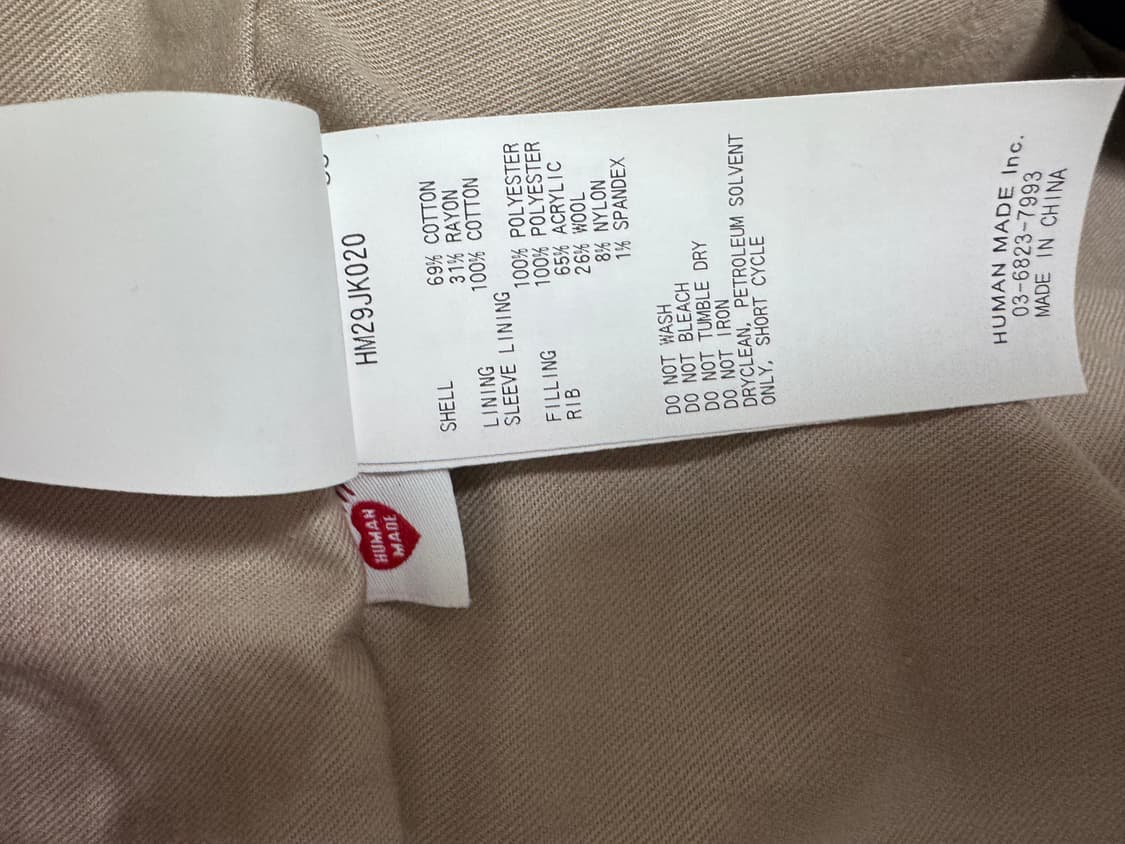 HM29JK020
SHELL 69% COTTON
31% RAYON
LINING 100% COTTON
SLEEVE LINING
100% POLYESTER
FILLING 100% POLYESTER
RIB 65% ACRYLIC
26% WOOL
8% NYLON
1% SPANDEX
DO NOT WASH
DO NOT BLEACH
DO NOT TUMBLE DRY
DO NOT IRON
DRYCLEAN, PETROLEUM SOLVENT
ONLY, SHORT CYCLE
HUMAN MADE Inc.
03-6823-7993
MADE IN CHINA
HUMAN
MADE